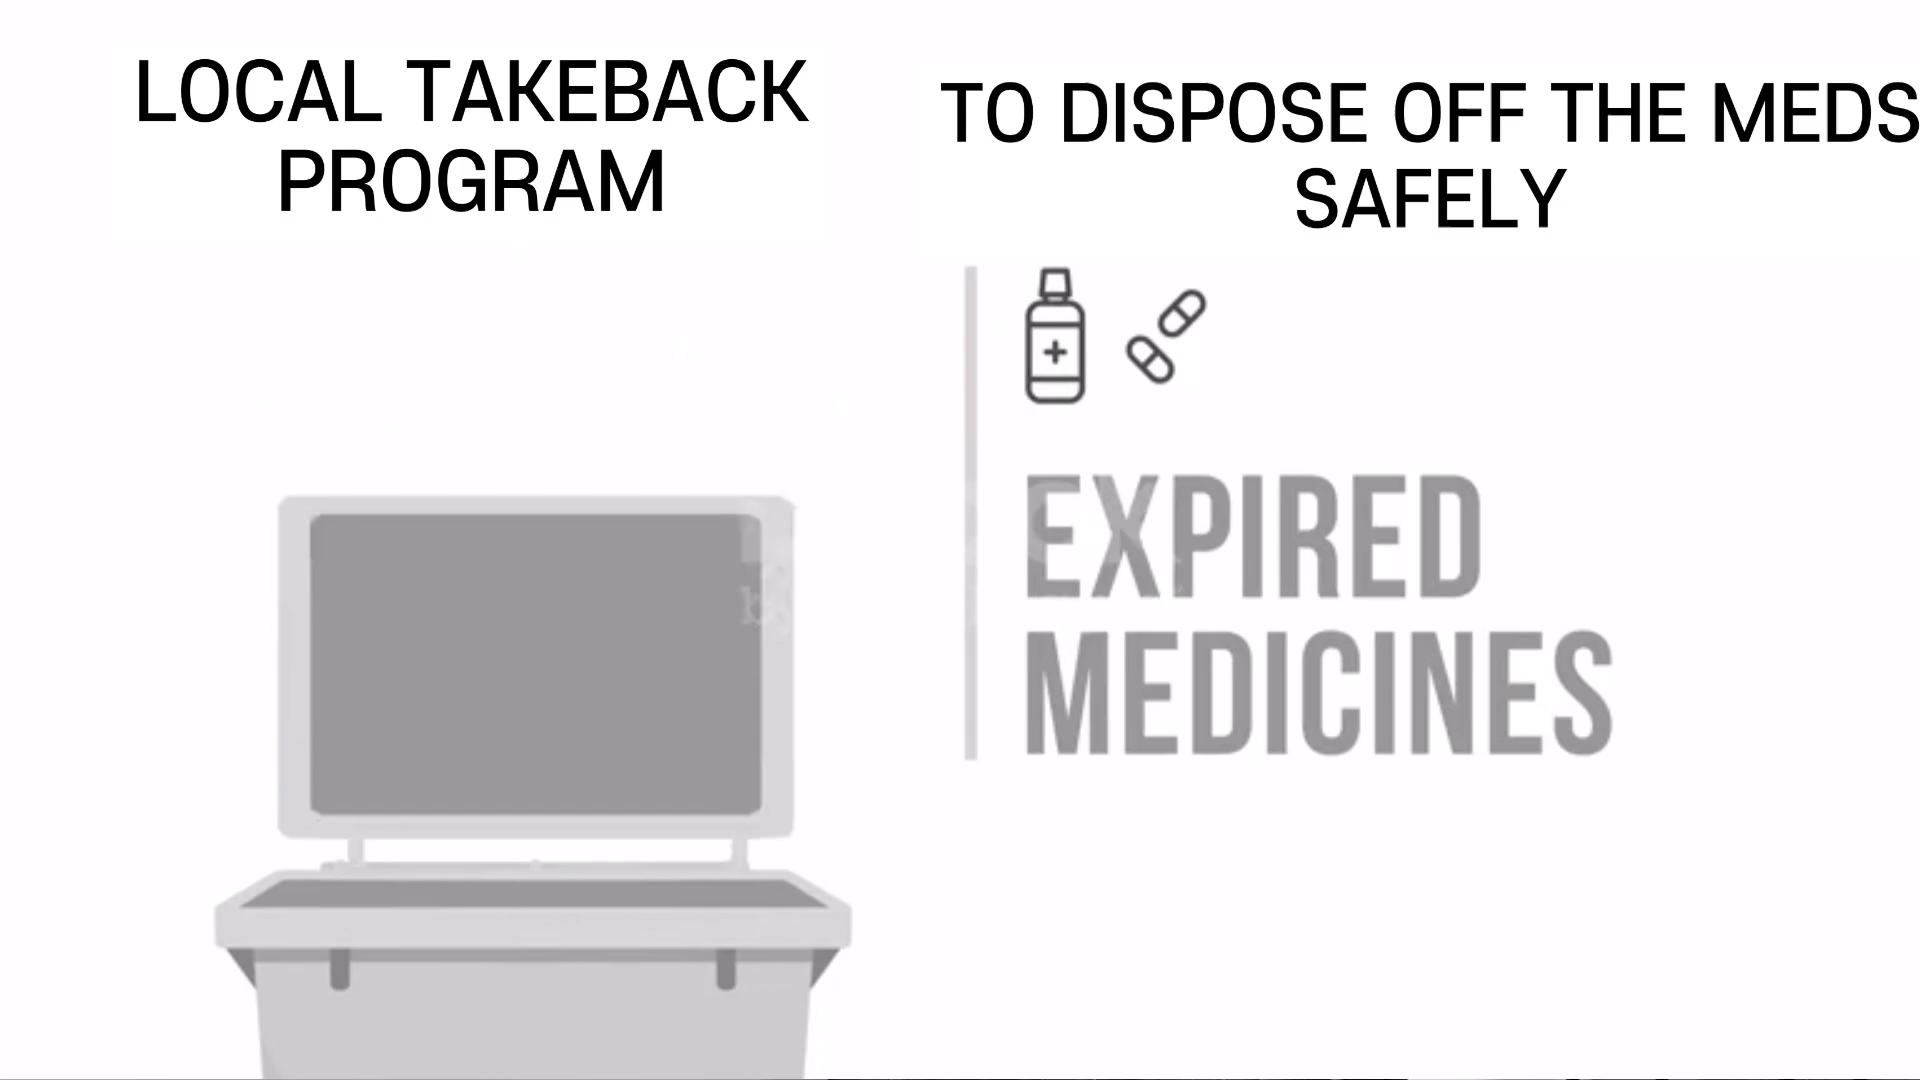 LOCAL TAKEBACK
PROGRAM
TO DISPOSE OFF THE MEDS
SAFELY
EXPIRED
MEDICINES